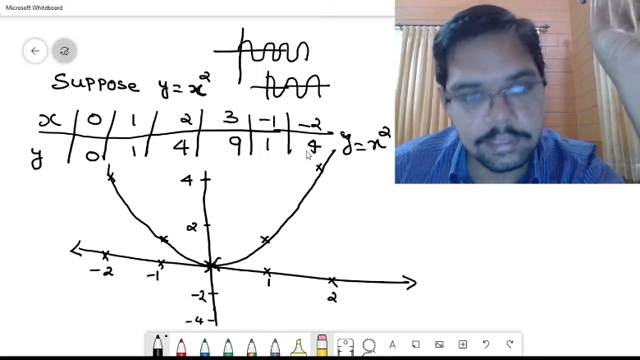 Microsoft Whiteboard
Suppose y=x²
x 0 1 2 3 -1 -2
y 0 1 4 9 1 4
y=x²
4
2
-2 -1 1 2
-2
-4